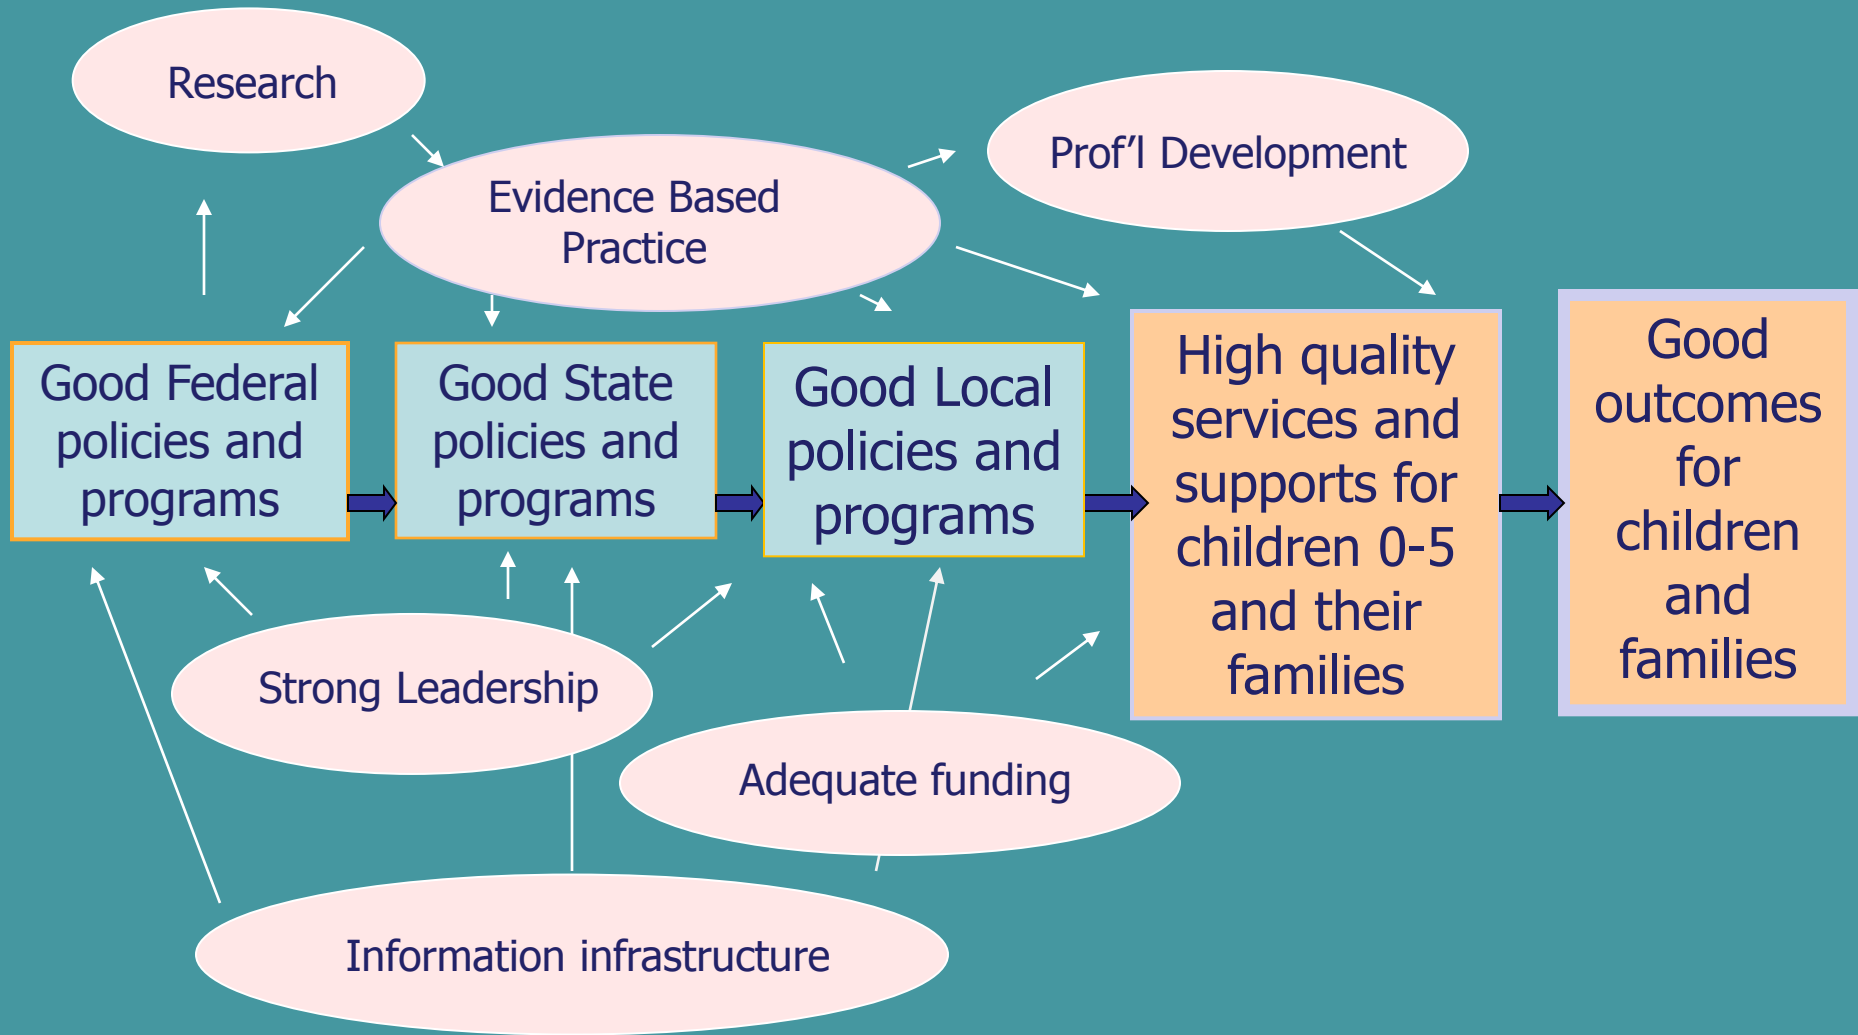 Research
Prof’l Development
Evidence Based
Practice
Good Federal
policies and
programs
Good State
policies and
programs
Good Local
policies and
programs
High quality
services and
supports for
children 0-5
and their
families
Good
outcomes
for
children
and
families
Strong Leadership
Adequate funding
Information infrastructure